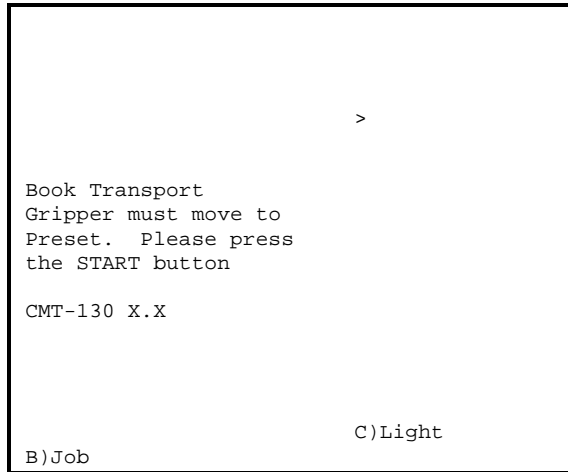 >
Book Transport
Gripper must move to
Preset.  Please press
the START button
CMT-130 X.X
C)Light
B)Job